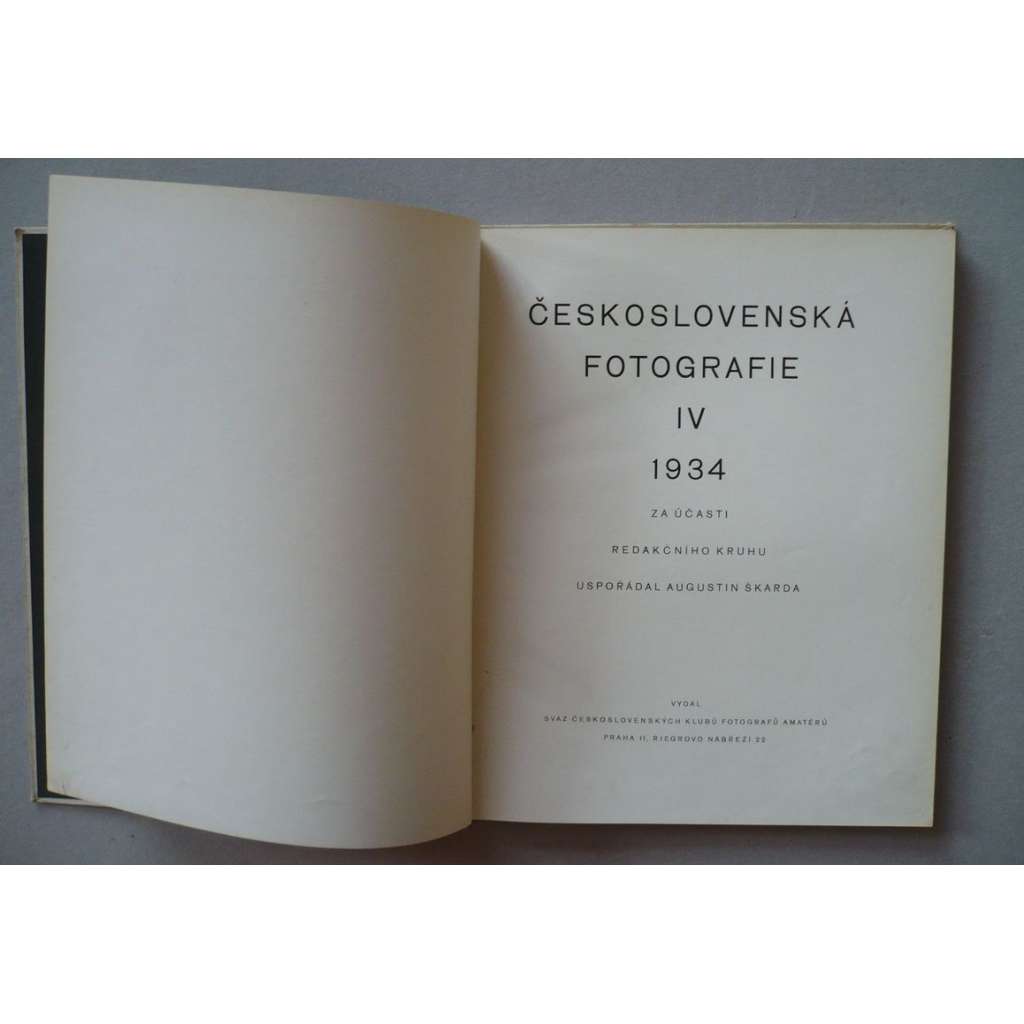 ČESKOSLOVENSKÁ
FOTOGRAFIE
IV
1934
ZA ÚČASTI
REDAKČNÍHO KRUHU
USPOŘÁDAL AUGUSTIN ŠKARDA
VYDAL
SVAZ ČESKOSLOVENSKÝCH KLUBŮ FOTOGRAFŮ AMATÉRŮ
PRAHA II, RIEGROVO NÁBŘEŽÍ 22